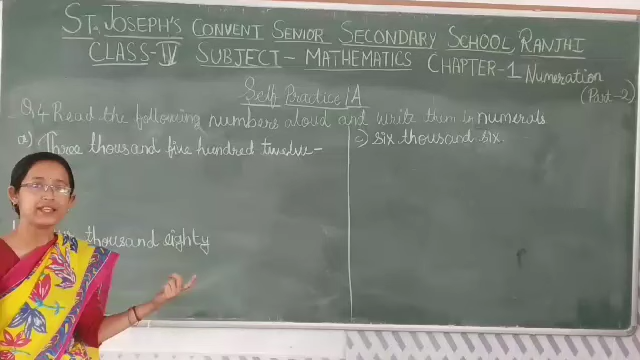 ST. JOSEPH'S CONVENT SENIOR SECONDARY SCHOOL, RANJHI
CLASS-IV SUBJECT- MATHEMATICS CHAPTER-1 NUMERATION
(Part-2)
Self Practice 1A
Q.4 Read the following numbers aloud and write them in numerals
a) Three thousand five hundred twelve-
thousand eighty
c) Six thousand six.